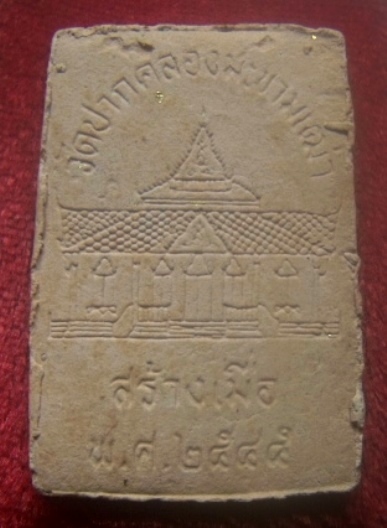 วัดปากคลองมะขามเฒ่า
สร้างเมื่อ
พ.ศ.๒๕๔๕